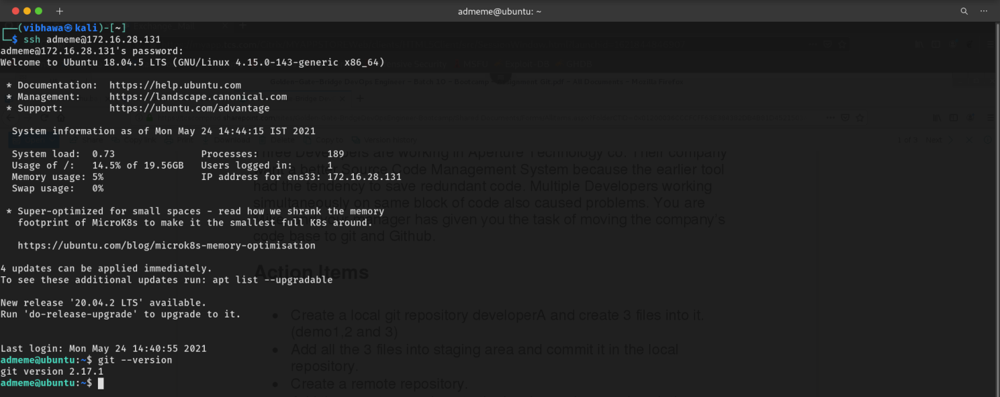 admeme@ubuntu: ~
┌──(vibhawa㉿kali)-[~]
└─$ ssh admeme@172.16.28.131
admeme@172.16.28.131's password:
Welcome to Ubuntu 18.04.5 LTS (GNU/Linux 4.15.0-143-generic x86_64)
* Documentation:  https://help.ubuntu.com
* Management:     https://landscape.canonical.com
* Support:        https://ubuntu.com/advantage
System information as of Mon May 24 14:44:15 IST 2021
System load:  0.73               Processes:            189
Usage of /:   14.5% of 19.56GB   Users logged in:      1
Memory usage: 5%                 IP address for ens33: 172.16.28.131
Swap usage:   0%
* Super-optimized for small spaces - read how we shrank the memory
footprint of MicroK8s to make it the smallest full K8s around.
https://ubuntu.com/blog/microk8s-memory-optimisation
4 updates can be applied immediately.
To see these additional updates run: apt list --upgradable
New release '20.04.2 LTS' available.
Run 'do-release-upgrade' to upgrade to it.
Last login: Mon May 24 14:40:55 2021
admeme@ubuntu:~$ git --version
git version 2.17.1
admeme@ubuntu:~$
Three Developers are working in Aperture Technology co. Their company
a better Source Code Management System because the earlier tool
had the tendency to save redundant code. Multiple Developers working
simultaneously on same block of code also caused problems. You are
manager has given you the task of moving the company's
code base to git and Github.
Action Items
● Create a local git repository developerA and create 3 files into it.
(demo1,2 and 3)
● Add all the 3 files into staging area and commit it in the local
repository.
● Create a remote repository.